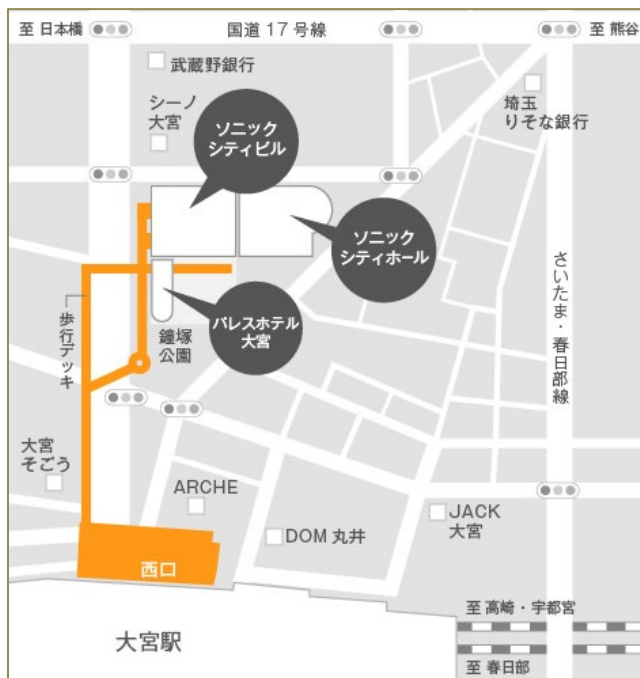 至 日本橋
国道 17 号線
至 熊谷
武蔵野銀行
シーノ
大宮
ソニック
シティビル
埼玉
りそな銀行
ソニック
シティホール
パレスホテル
大宮
鐘塚
公園
歩行デッキ
さいたま・春日部線
大宮
そごう
ARCHE
DOM 丸井
JACK
大宮
西口
大宮駅
至 高崎・宇都宮
至 春日部